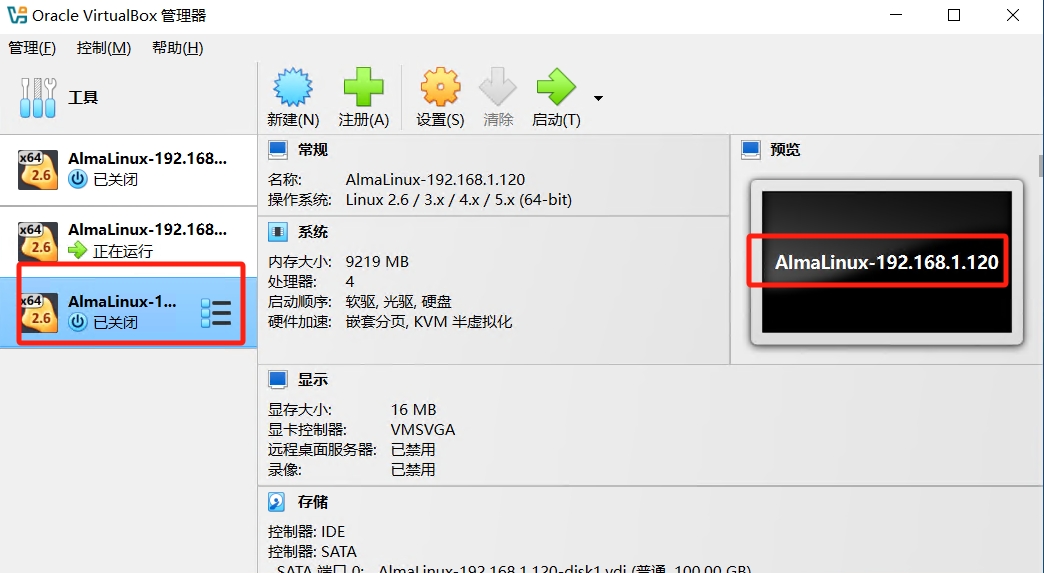 Oracle VirtualBox 管理器
管理(F) 控制(M) 帮助(H)
工具
新建(N) 注册(A) 设置(S) 清除 启动(T)
x64 2.6 AlmaLinux-192.168...
已关闭
x64 2.6 AlmaLinux-192.168...
正在运行
x64 2.6 AlmaLinux-1...
已关闭
常规
名称: AlmaLinux-192.168.1.120
操作系统: Linux 2.6 / 3.x / 4.x / 5.x (64-bit)
系统
内存大小: 9219 MB
处理器: 4
启动顺序: 软驱, 光驱, 硬盘
硬件加速: 嵌套分页, KVM 半虚拟化
预览
AlmaLinux-192.168.1.120
显示
显存大小: 16 MB
显卡控制器: VMSVGA
远程桌面服务器: 已禁用
录像: 已禁用
存储
控制器: IDE
控制器: SATA
SATA 端口 0: AlmaLinux-192.168.1.120-disk1.vdi (普通, 100.00 GB)